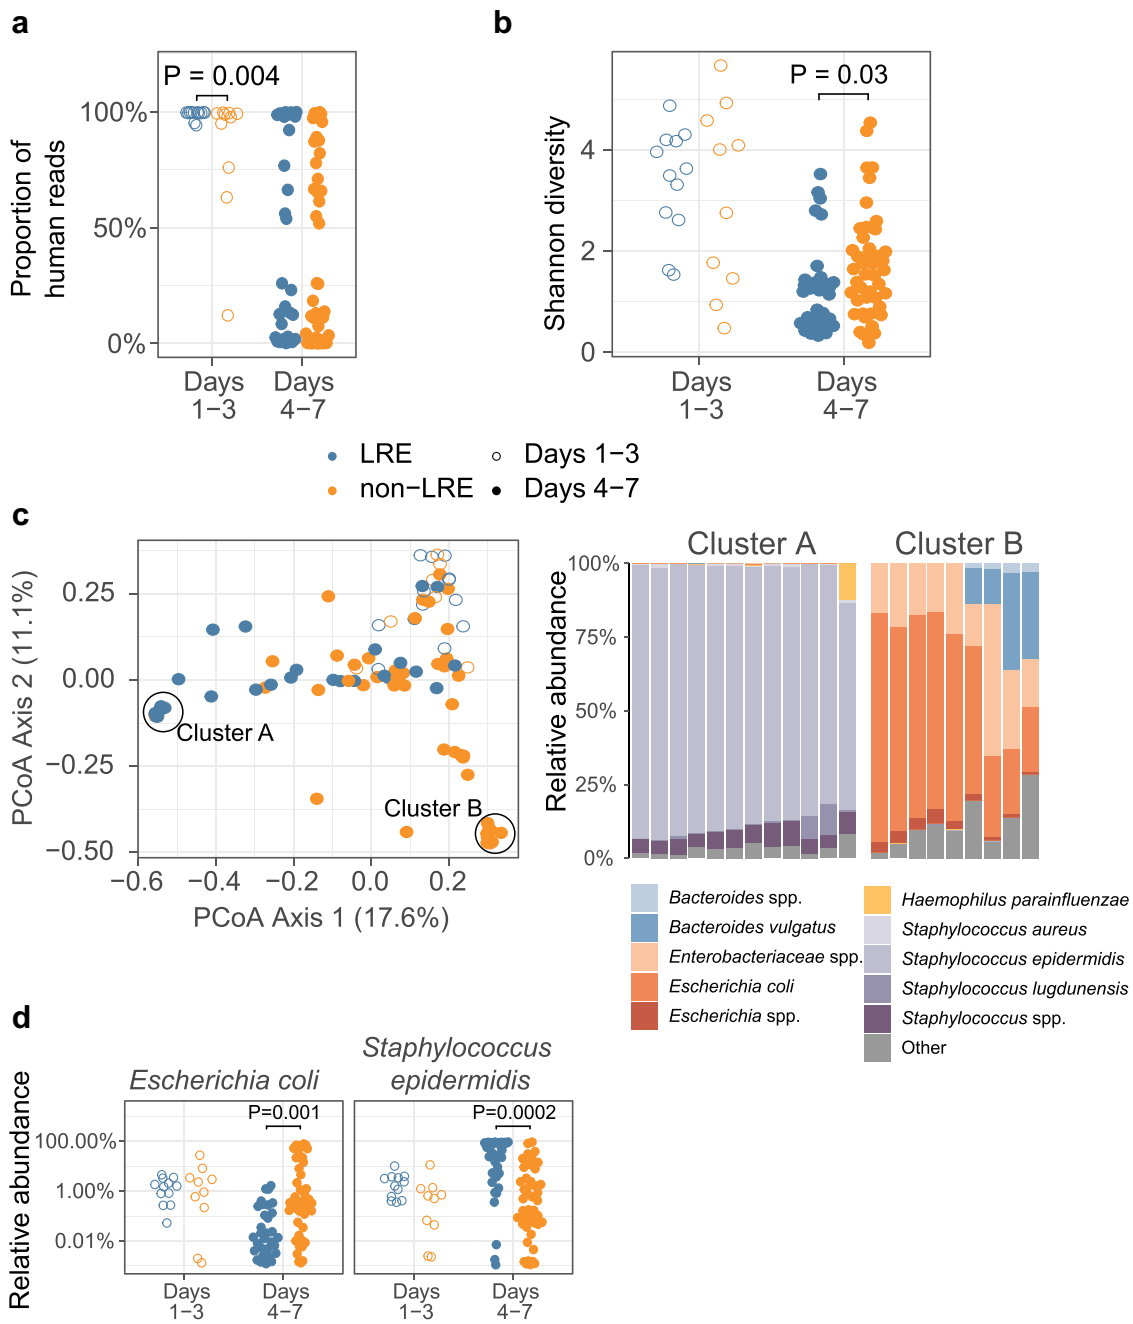 a
P = 0.004
Proportion of
human reads
100%
50%
0%
Days
1−3
Days
4−7
b
P = 0.03
Shannon diversity
4
2
0
Days
1−3
Days
4−7
LRE
non−LRE
Days 1−3
Days 4−7
c
PCoA Axis 2 (11.1%)
0.25
0.00
−0.25
−0.50
−0.6
−0.4
−0.2
0.0
0.2
PCoA Axis 1 (17.6%)
Cluster A
Cluster B
Cluster A
Cluster B
Relative abundance
100%
75%
50%
25%
0%
Bacteroides spp.
Bacteroides vulgatus
Enterobacteriaceae spp.
Escherichia coli
Escherichia spp.
Haemophilus parainfluenzae
Staphylococcus aureus
Staphylococcus epidermidis
Staphylococcus lugdunensis
Staphylococcus spp.
Other
d
Relative abundance
Escherichia coli
P=0.001
100.00%
1.00%
0.01%
Days
1−3
Days
4−7
Staphylococcus
epidermidis
P=0.0002
Days
1−3
Days
4−7